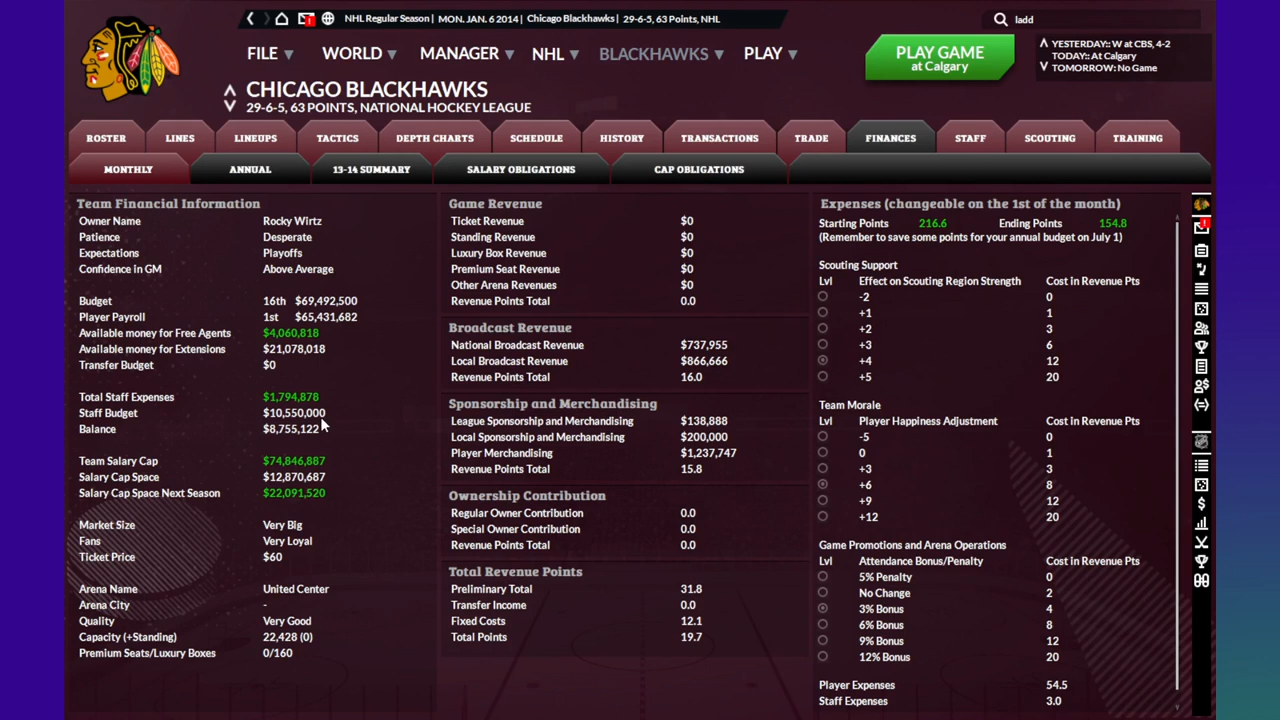 NHL Regular Season | MON. JAN. 6 2014 | Chicago Blackhawks | 29-6-5, 63 Points, NHL
ladd
FILE WORLD MANAGER NHL BLACKHAWKS PLAY
PLAY GAME
at Calgary
YESTERDAY:: W at CBS, 4-2
TODAY:: At Calgary
TOMORROW: No Game
CHICAGO BLACKHAWKS
29-6-5, 63 POINTS, NATIONAL HOCKEY LEAGUE
ROSTER LINES LINEUPS TACTICS DEPTH CHARTS SCHEDULE HISTORY TRANSACTIONS TRADE FINANCES STAFF SCOUTING TRAINING
MONTHLY ANNUAL 13-14 SUMMARY SALARY OBLIGATIONS CAP OBLIGATIONS
Team Financial Information
Owner Name Rocky Wirtz
Patience Desperate
Expectations Playoffs
Confidence in GM Above Average
Budget 16th $69,492,500
Player Payroll 1st $65,431,682
Available money for Free Agents $4,060,818
Available money for Extensions $21,078,018
Transfer Budget $0
Total Staff Expenses $1,794,878
Staff Budget $10,550,000
Balance $8,755,122
Team Salary Cap $74,846,887
Salary Cap Space $12,870,687
Salary Cap Space Next Season $22,091,520
Market Size Very Big
Fans Very Loyal
Ticket Price $60
Arena Name United Center
Arena City -
Quality Very Good
Capacity (+Standing) 22,428 (0)
Premium Seats/Luxury Boxes 0/160
Game Revenue
Ticket Revenue $0
Standing Revenue $0
Luxury Box Revenue $0
Premium Seat Revenue $0
Other Arena Revenues $0
Revenue Points Total 0.0
Broadcast Revenue
National Broadcast Revenue $737,955
Local Broadcast Revenue $866,666
Revenue Points Total 16.0
Sponsorship and Merchandising
League Sponsorship and Merchandising $138,888
Local Sponsorship and Merchandising $200,000
Player Merchandising $1,237,747
Revenue Points Total 15.8
Ownership Contribution
Regular Owner Contribution 0.0
Special Owner Contribution 0.0
Revenue Points Total 0.0
Total Revenue Points
Preliminary Total 31.8
Transfer Income 0.0
Fixed Costs 12.1
Total Points 19.7
Expenses (changeable on the 1st of the month)
Starting Points 216.6 Ending Points 154.8
(Remember to save some points for your annual budget on July 1)
Scouting Support
Lvl Effect on Scouting Region Strength Cost in Revenue Pts
-2 0
+1 1
+2 3
+3 6
+4 12
+5 20
Team Morale
Lvl Player Happiness Adjustment Cost in Revenue Pts
-5 0
0 1
+3 3
+6 8
+9 12
+12 20
Game Promotions and Arena Operations
Lvl Attendance Bonus/Penalty Cost in Revenue Pts
5% Penalty 0
No Change 2
3% Bonus 4
6% Bonus 8
9% Bonus 12
12% Bonus 20
Player Expenses 54.5
Staff Expenses 3.0